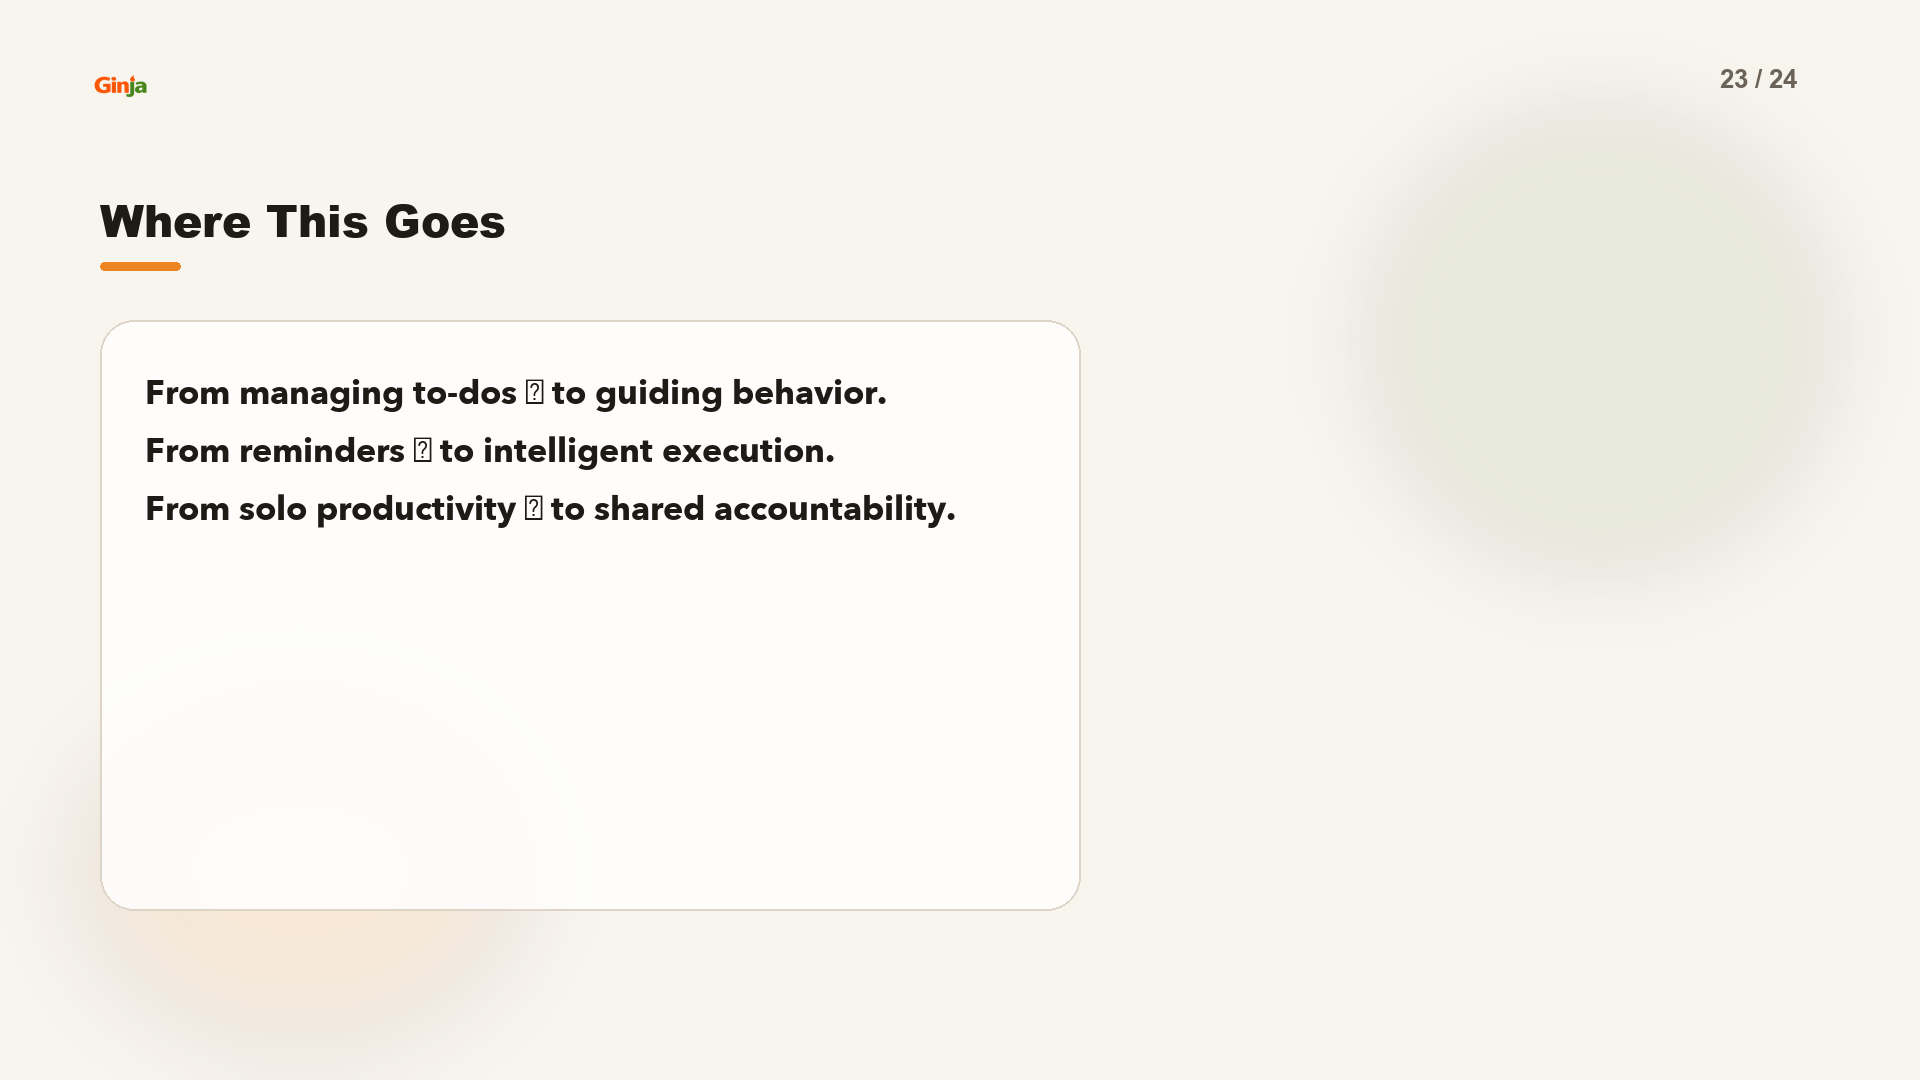 Ginja
23 / 24
Where This Goes
From managing to-dos 🯄 to guiding behavior.
From reminders 🯄 to intelligent execution.
From solo productivity 🯄 to shared accountability.